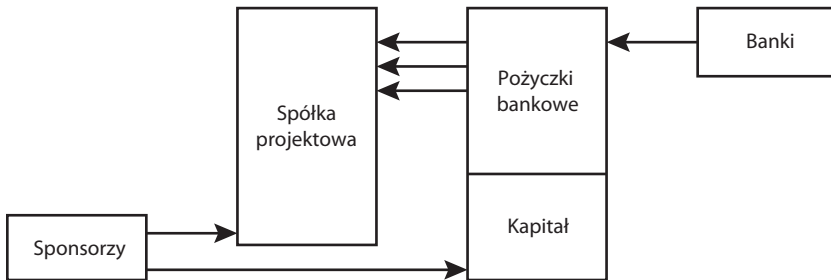 Banki
Pożyczki
bankowe
Spółka
projektowa
Kapitał
Sponsorzy